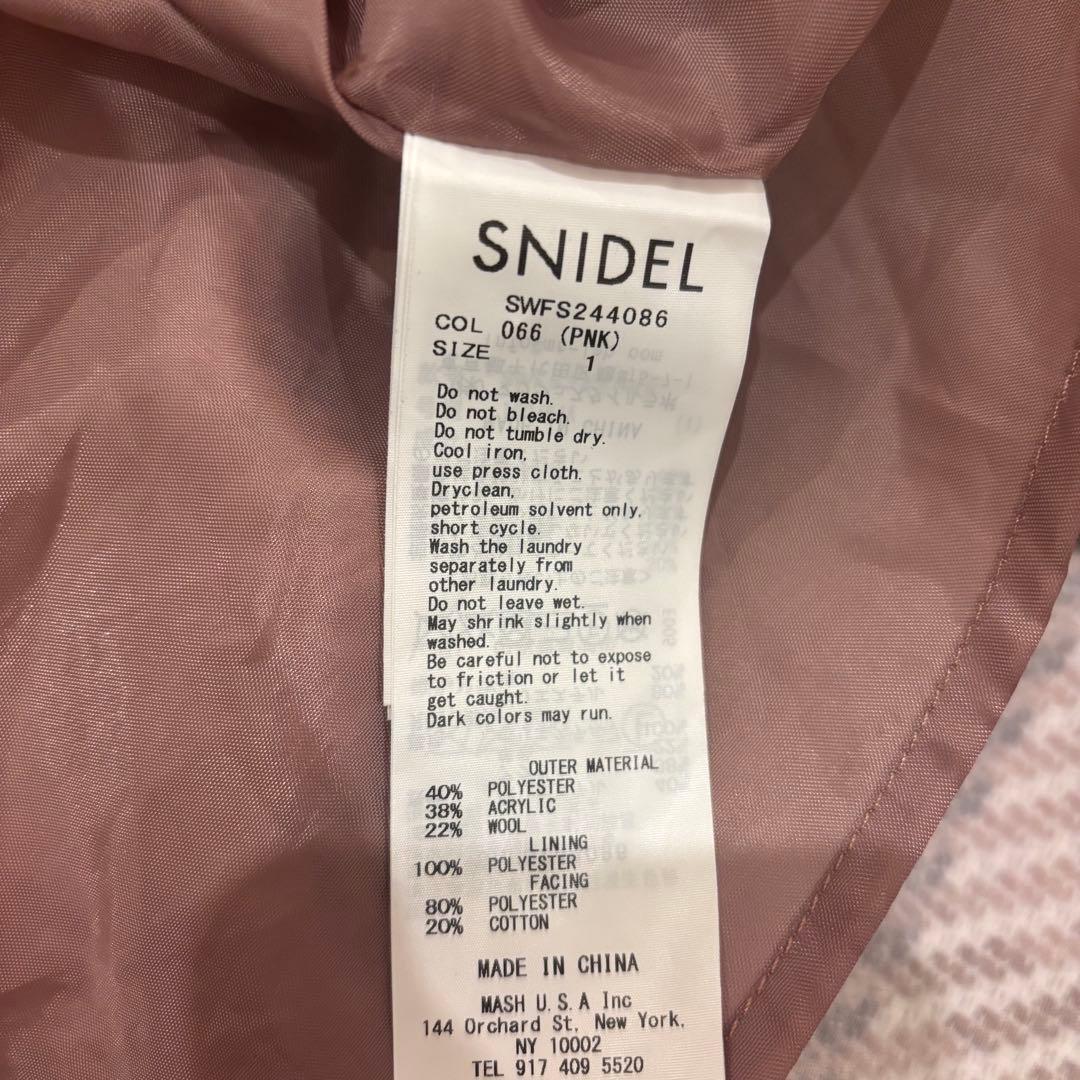 SNIDEL
SWFS244086
COL 066 (PNK)
SIZE 1
Do not wash.
Do not bleach.
Do not tumble dry.
Cool iron,
use press cloth.
Dryclean,
petroleum solvent only,
short cycle.
Wash the laundry
separately from
other laundry.
Do not leave wet.
May shrink slightly when
washed.
Be careful not to expose
to friction or let it
get caught.
Dark colors may run.
OUTER MATERIAL
40% POLYESTER
38% ACRYLIC
22% WOOL
LINING
100% POLYESTER
FACING
80% POLYESTER
20% COTTON
MADE IN CHINA
MASH U.S.A Inc
144 Orchard St, New York,
NY 10002
TEL 917 409 5520